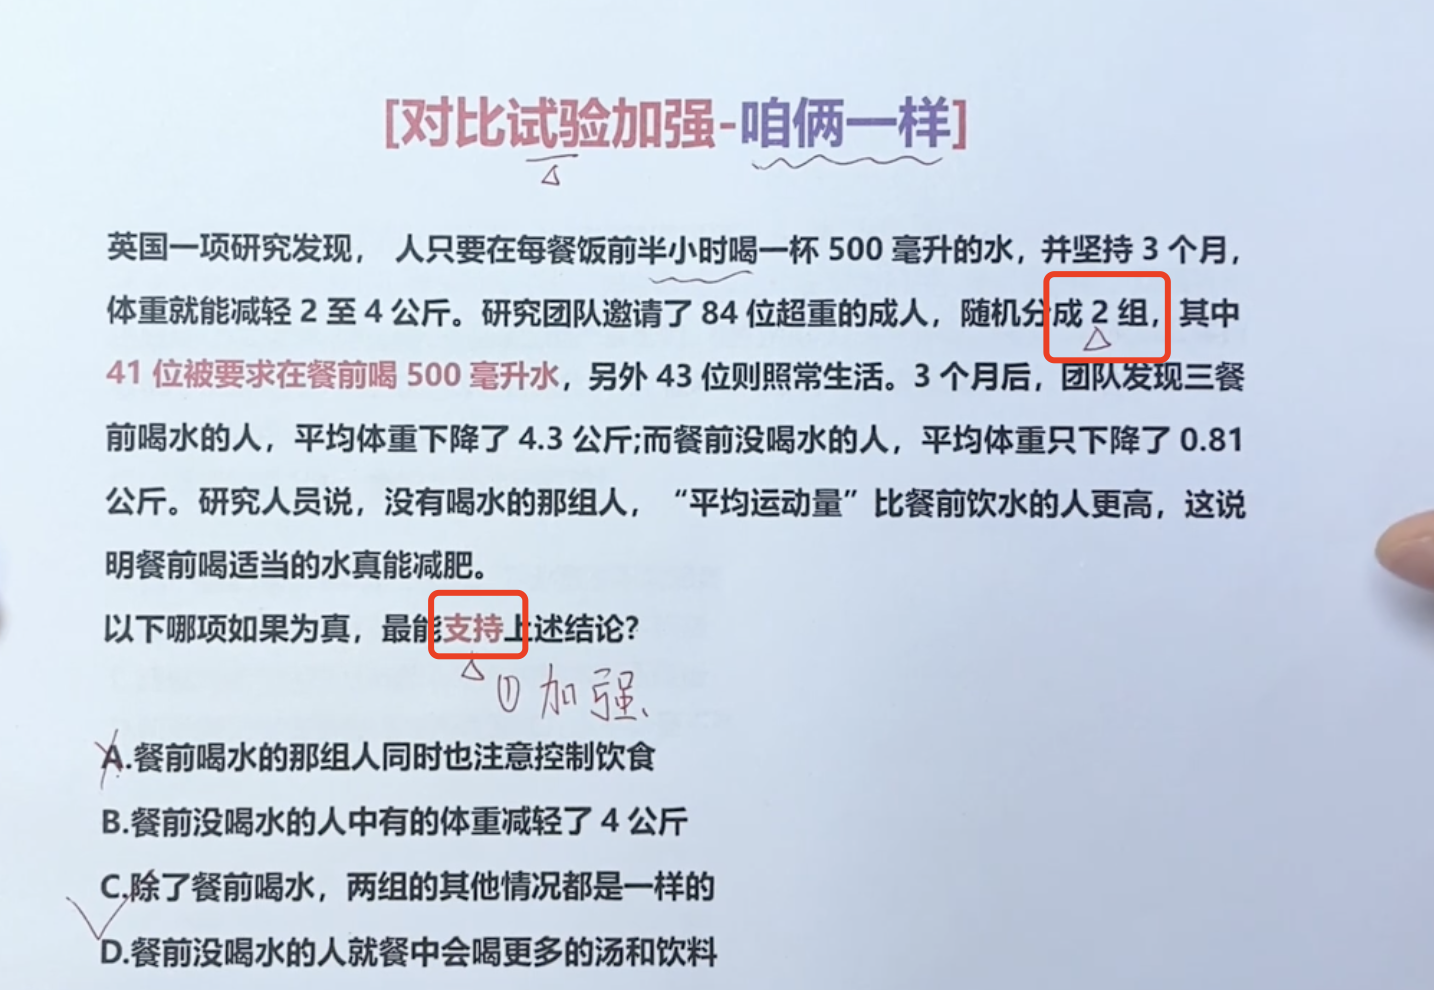 [对比试验加强-咱俩一样]
英国一项研究发现， 人只要在每餐饭前半小时喝一杯 500 毫升的水，并坚持 3 个月，
体重就能减轻 2 至 4 公斤。研究团队邀请了 84 位超重的成人，随机分成 2 组，其中
41 位被要求在餐前喝 500 毫升水，另外 43 位则照常生活。3 个月后，团队发现三餐
前喝水的人，平均体重下降了 4.3 公斤;而餐前没喝水的人，平均体重只下降了 0.81
公斤。研究人员说，没有喝水的那组人， “平均运动量”比餐前饮水的人更高，这说
明餐前喝适当的水真能减肥。
以下哪项如果为真，最能支持上述结论?
① 加强、
A.餐前喝水的那组人同时也注意控制饮食
B.餐前没喝水的人中有的体重减轻了 4 公斤
C.除了餐前喝水，两组的其他情况都是一样的
D.餐前没喝水的人就餐中会喝更多的汤和饮料